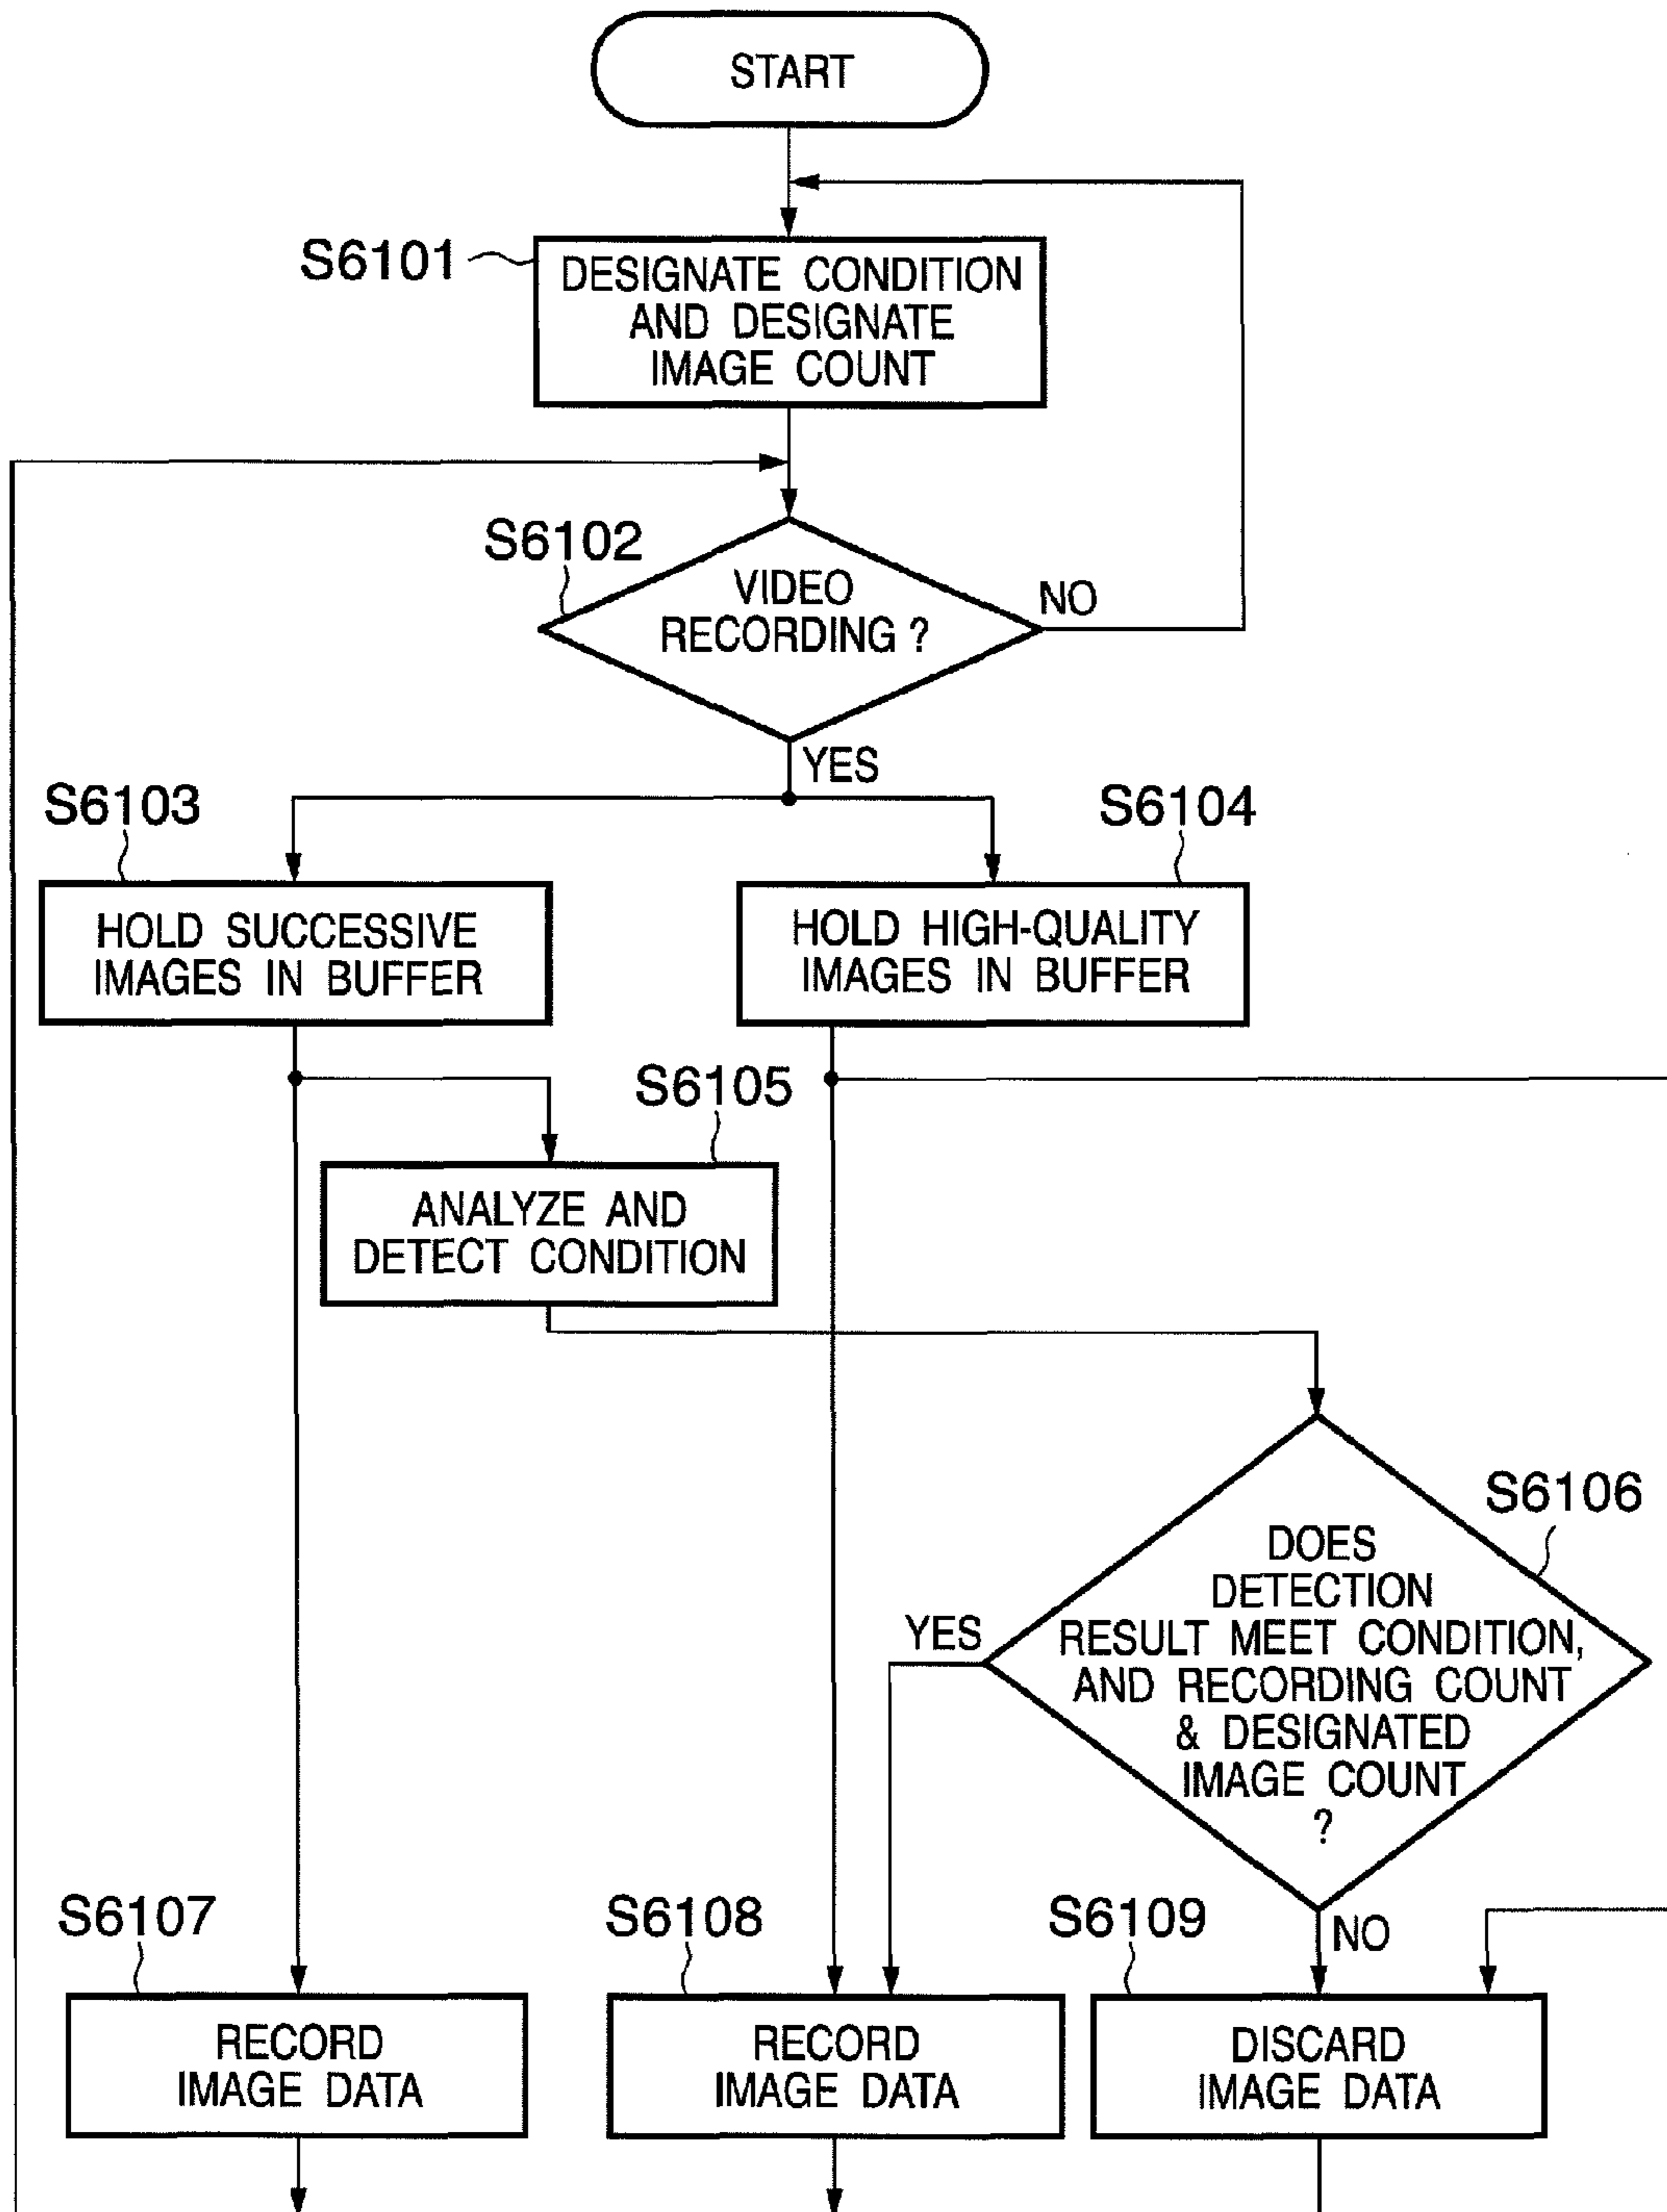 START
S6101
DESIGNATE CONDITION
AND DESIGNATE
IMAGE COUNT
S6102
VIDEO
RECORDING ?
NO
YES
S6103
S6104
HOLD SUCCESSIVE
IMAGES IN BUFFER
HOLD HIGH-QUALITY
IMAGES IN BUFFER
S6105
ANALYZE AND
DETECT CONDITION
S6106
DOES
DETECTION
RESULT MEET CONDITION,
AND RECORDING COUNT
& DESIGNATED
IMAGE COUNT
?
YES
NO
S6107
S6108
S6109
RECORD
IMAGE DATA
RECORD
IMAGE DATA
DISCARD
IMAGE DATA